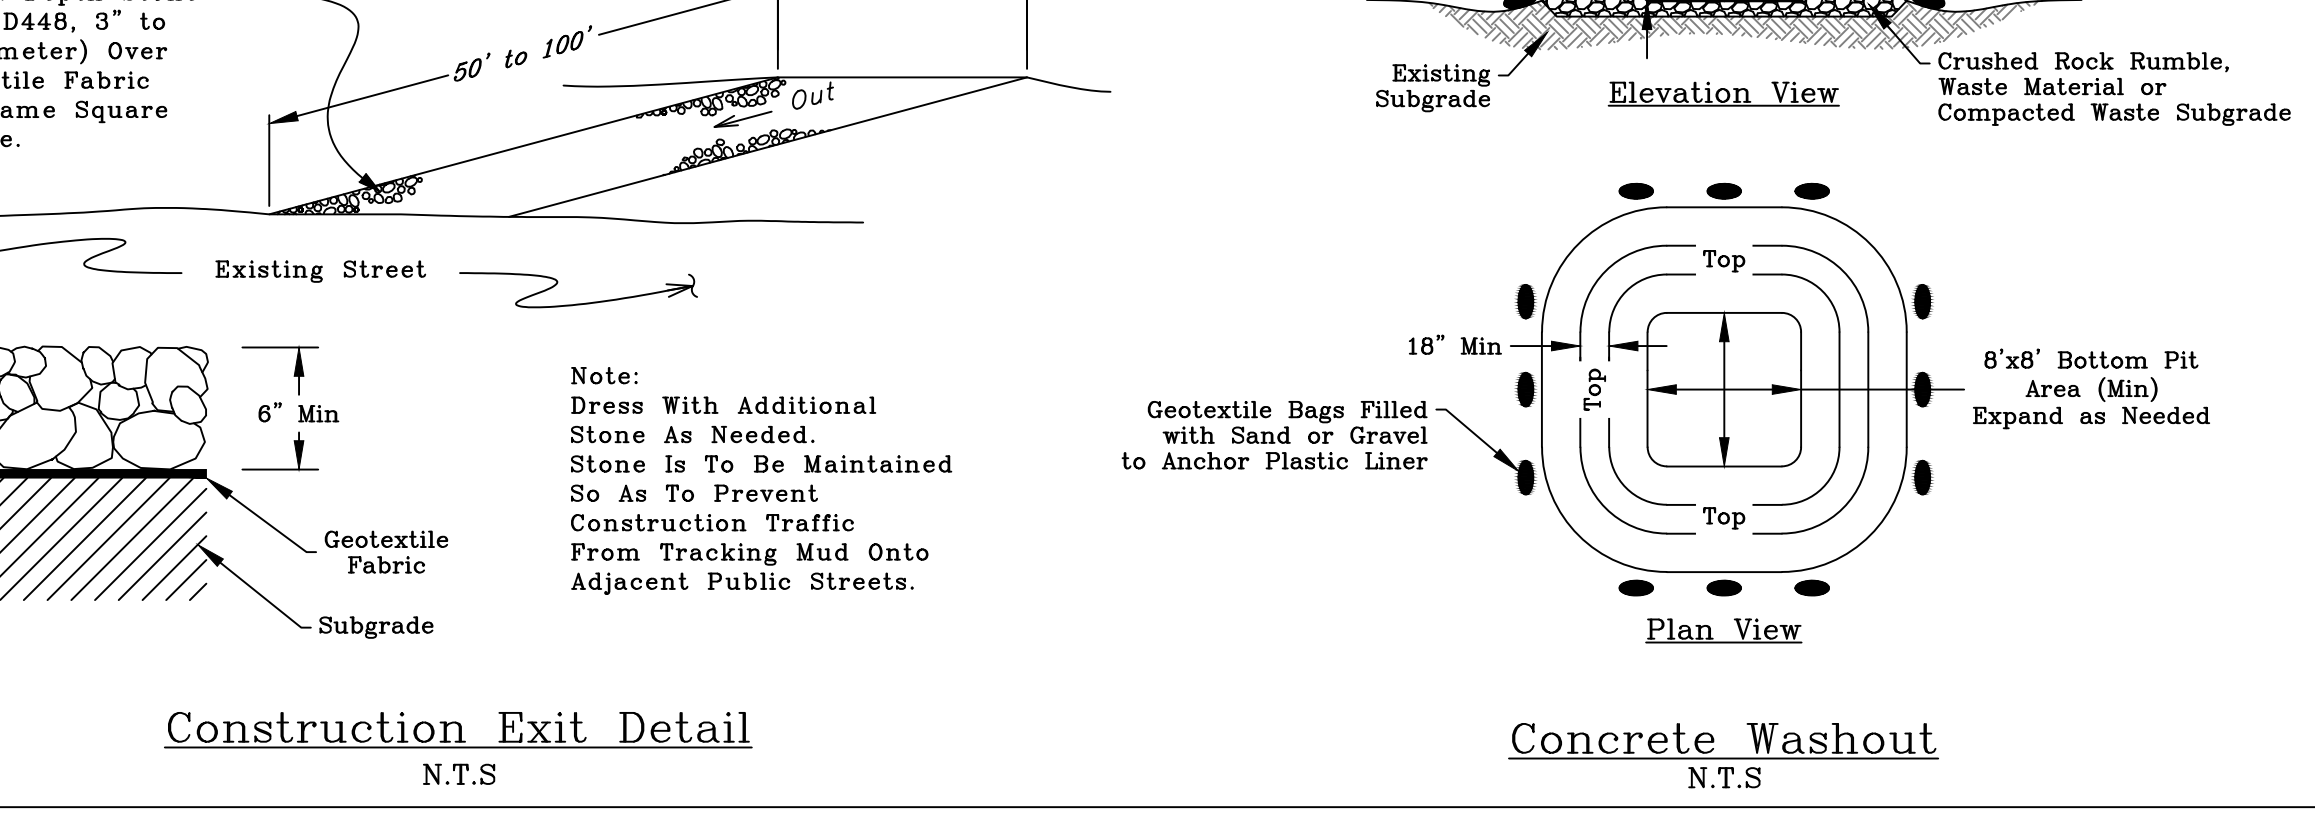 D448, 3" to
meter) Over
tile Fabric
ame Square
e.
50' to 100'
Out
Existing Street
6" Min
Geotextile
Fabric
Subgrade
Note:
Dress With Additional
Stone As Needed.
Stone Is To Be Maintained
So As To Prevent
Construction Traffic
From Tracking Mud Onto
Adjacent Public Streets.
Construction Exit Detail
N.T.S
Existing
Subgrade
Elevation View
Crushed Rock Rumble,
Waste Material or
Compacted Waste Subgrade
Top
18" Min
Top
8'x8' Bottom Pit
Area (Min)
Expand as Needed
Geotextile Bags Filled
with Sand or Gravel
to Anchor Plastic Liner
Top
Plan View
Concrete Washout
N.T.S